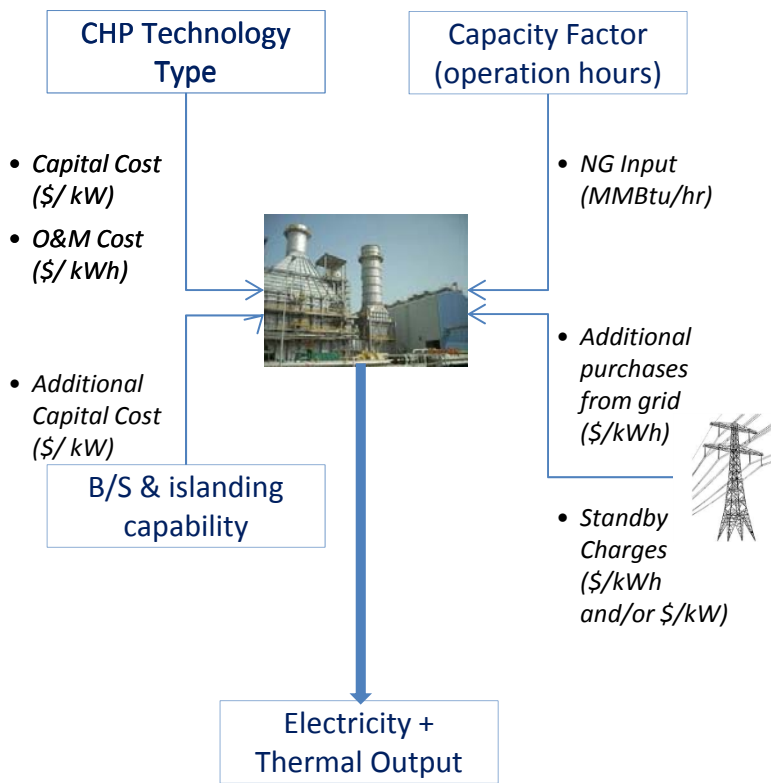 CHP Technology
Type
Capacity Factor
(operation hours)
• Capital Cost
($/ kW)
• O&M Cost
($/ kWh)
• NG Input
(MMBtu/hr)
• Additional
Capital Cost
($/ kW)
B/S & islanding
capability
• Additional
purchases
from grid
($/kWh)
• Standby
Charges
($/kWh
and/or $/kW)
Electricity +
Thermal Output